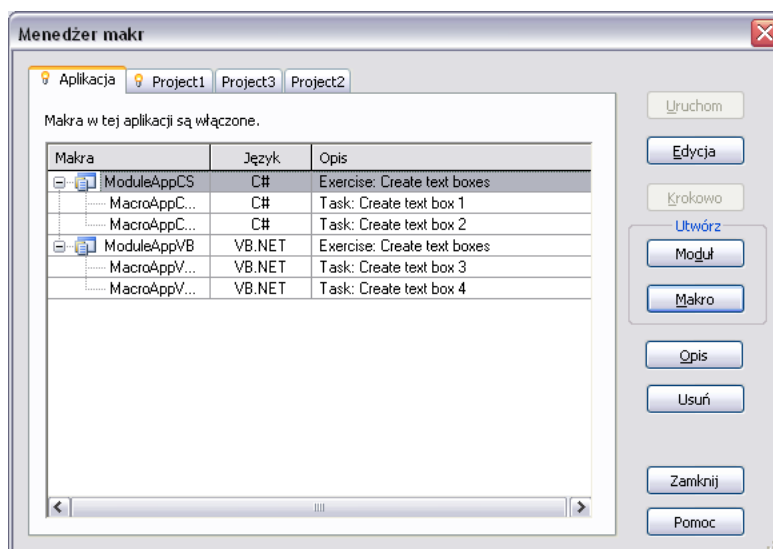 Menedżer makr
Aplikacja Project1 Project3 Project2
Makra w tej aplikacji są włączone.
Makra Język Opis
ModuleAppCS C# Exercise: Create text boxes
MacroAppC... C# Task: Create text box 1
MacroAppC... C# Task: Create text box 2
ModuleAppVB VB.NET Exercise: Create text boxes
MacroAppV... VB.NET Task: Create text box 3
MacroAppV... VB.NET Task: Create text box 4
Uruchom
Edycja
Krokowo
Utwórz
Moduł
Makro
Opis
Usuń
Zamknij
Pomoc